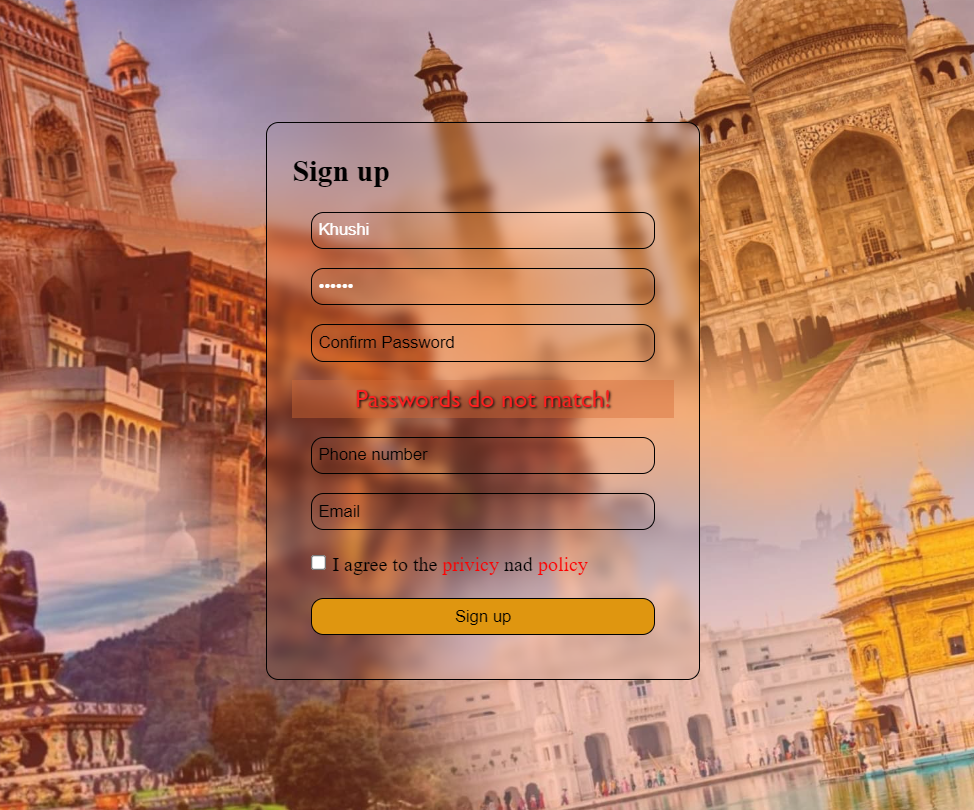 Sign up
Khushi
••••••
Confirm Password
Passwords do not match!
Phone number
Email
I agree to the privicy nad policy
Sign up